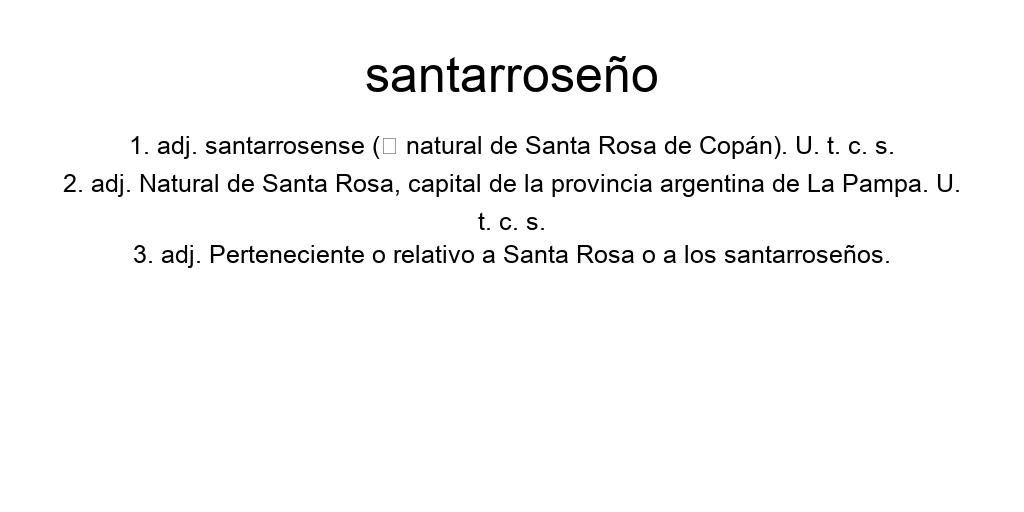 santarroseño
1. adj. santarrosense (▯ natural de Santa Rosa de Copán). U. t. c. s.
2. adj. Natural de Santa Rosa, capital de la provincia argentina de La Pampa. U.
t. c. s.
3. adj. Perteneciente o relativo a Santa Rosa o a los santarroseños.